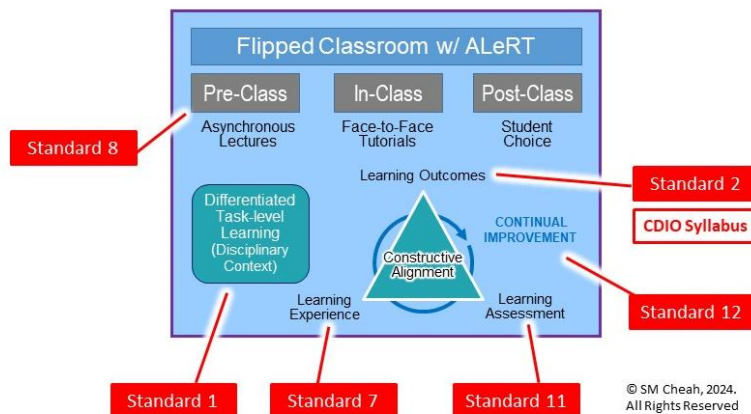 Flipped Classroom w/ ALeRT
Pre-Class
In-Class
Post-Class
Asynchronous
Lectures
Face-to-Face
Tutorials
Student
Choice
Standard 8
Learning Outcomes
Standard 2
CDIO Syllabus
Differentiated
Task-level
Learning
(Disciplinary
Context)
CONTINUAL
IMPROVEMENT
Constructive
Alignment
Learning
Experience
Learning
Assessment
Standard 12
Standard 1
Standard 7
Standard 11
© SM Cheah, 2024.
All Rights Reserved